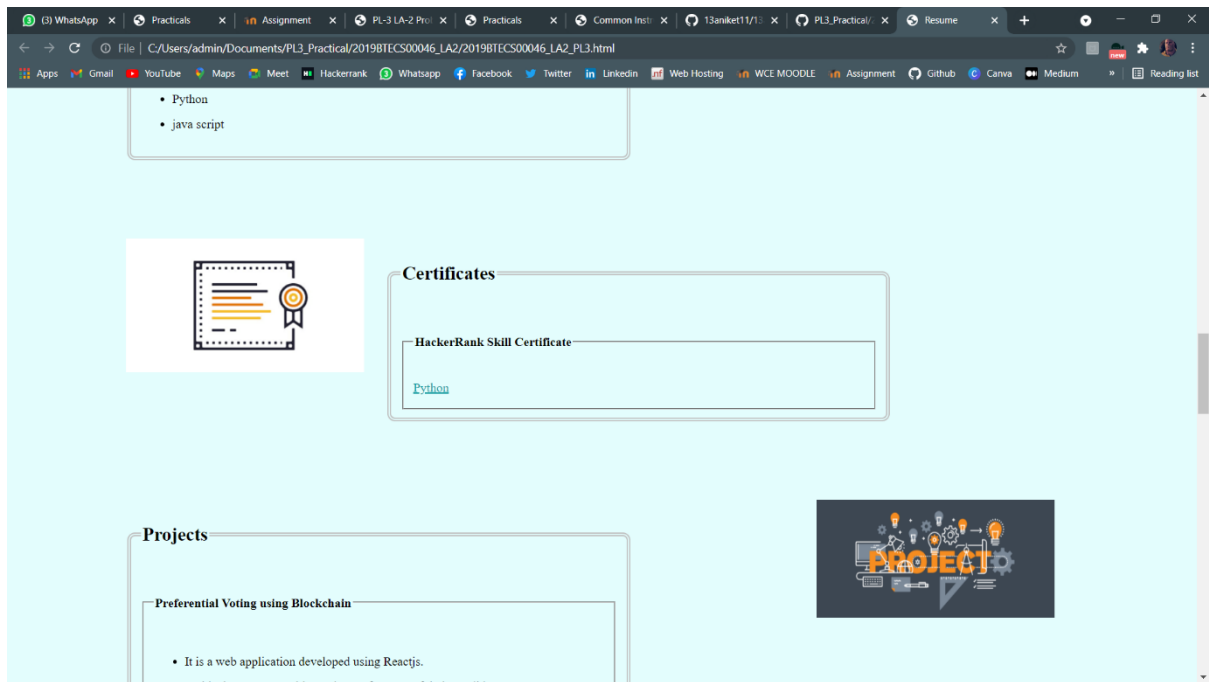 (3) WhatsApp
Practicals
Assignment
PL-3 LA-2 Pro
Practicals
Common Instr
13aniket11/13
PL3_Practical/
Resume
File | C:/Users/admin/Documents/PL3_Practical/2019BTECS00046_LA2/2019BTECS00046_LA2_PL3.html
new
Apps Gmail YouTube Maps Meet Hackerrank Whatsapp Facebook Twitter Linkedin Web Hosting WCE MOODLE Assignment Github Canva Medium » Reading list
• Python
• java script
Certificates
HackerRank Skill Certificate
Python
Projects
PROJECT
Preferential Voting using Blockchain
• It is a web application developed using Reactjs.